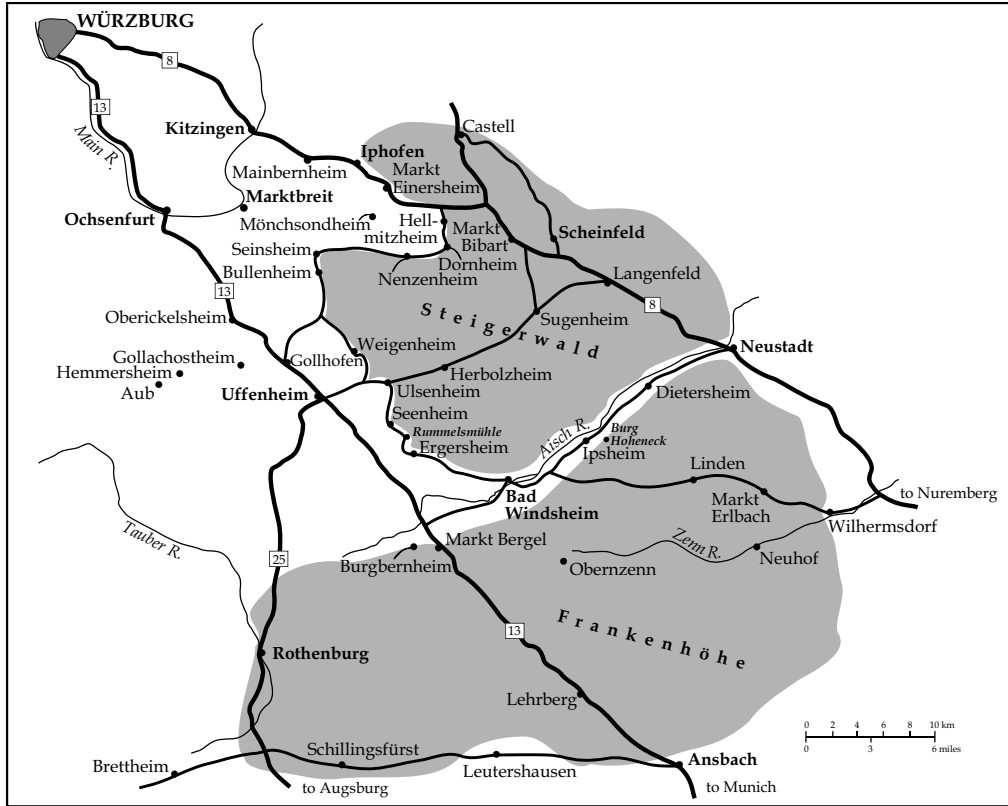 WÜRZBURG
8
13
Main R.
Kitzingen
Castell
Iphofen
Mainbernheim
Markt
Einersheim
Marktbreit
Ochsenfurt
Mönchsondheim
Hell-
mitzheim
Markt
Bibart
Scheinfeld
Seinsheim
Dornheim
Bullenheim
Nenzenheim
Langenfeld
13
8
Steigerwald
Oberickelsheim
Sugenheim
Gollachostheim
Gollhofen
Weigenheim
Neustadt
Hemmersheim
Herbolzheim
Aub
Uffenheim
Ulsenheim
Dietersheim
Seenheim
Rummelsmühle
Ergersheim
Aisch R.
Burg
Hoheneck
Ipsheim
Linden
Bad
Windsheim
Markt
Erlbach
to Nuremberg
Wilhermsdorf
Tauber R.
Markt Bergel
Zenn R.
25
Burgbernheim
Obernzenn
Neuhof
13
Frankenhöhe
Rothenburg
Lehrberg
0 2 4 6 8 10 km
0 3 6 miles
Schillingsfürst
Brettheim
Leutershausen
Ansbach
to Augsburg
to Munich